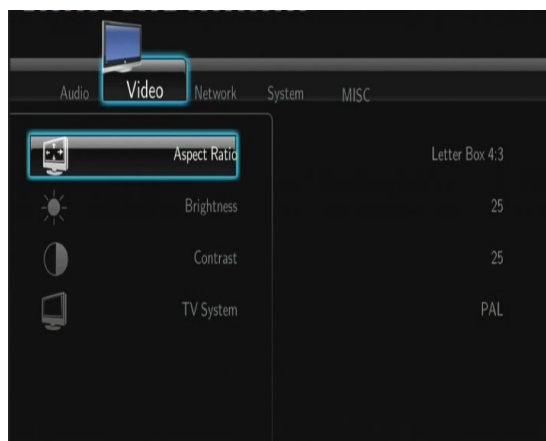 Audio Video Network System MISC
Aspect Ratio Letter Box 4:3
Brightness 25
Contrast 25
TV System PAL